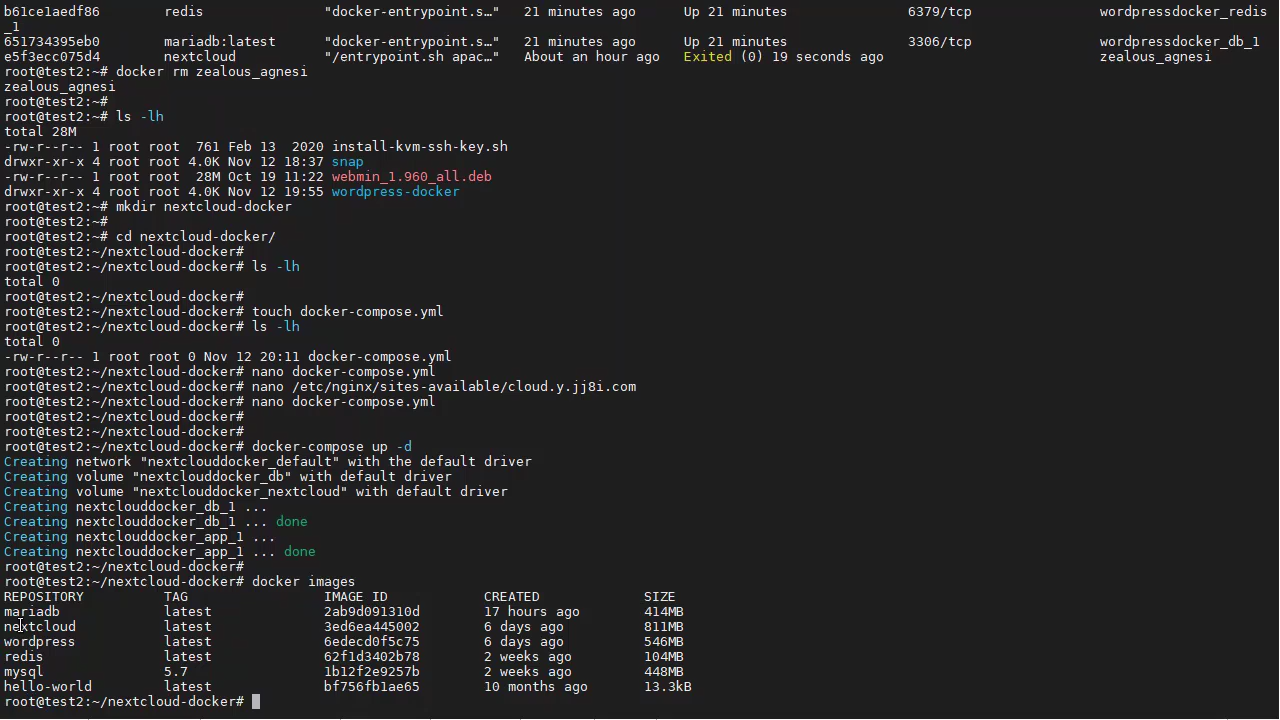 b61ce1aedf86        redis               "docker-entrypoint.s…"   21 minutes ago      Up 21 minutes               6379/tcp                wordpressdocker_redis
_1
651734395eb0        mariadb:latest      "docker-entrypoint.s…"   21 minutes ago      Up 21 minutes               3306/tcp                wordpressdocker_db_1
e5f3ecc075d4        nextcloud           "/entrypoint.sh apac…"   About an hour ago   Exited (0) 19 seconds ago                           zealous_agnesi
root@test2:~# docker rm zealous_agnesi
zealous_agnesi
root@test2:~#
root@test2:~# ls -lh
total 28M
-rw-r--r-- 1 root root  761 Feb 13  2020 install-kvm-ssh-key.sh
drwxr-xr-x 4 root root 4.0K Nov 12 18:37 snap
-rw-r--r-- 1 root root  28M Oct 19 11:22 webmin_1.960_all.deb
drwxr-xr-x 4 root root 4.0K Nov 12 19:55 wordpress-docker
root@test2:~# mkdir nextcloud-docker
root@test2:~#
root@test2:~# cd nextcloud-docker/
root@test2:~/nextcloud-docker#
root@test2:~/nextcloud-docker# ls -lh
total 0
root@test2:~/nextcloud-docker#
root@test2:~/nextcloud-docker# touch docker-compose.yml
root@test2:~/nextcloud-docker# ls -lh
total 0
-rw-r--r-- 1 root root 0 Nov 12 20:11 docker-compose.yml
root@test2:~/nextcloud-docker# nano docker-compose.yml
root@test2:~/nextcloud-docker# nano /etc/nginx/sites-available/cloud.y.jj8i.com
root@test2:~/nextcloud-docker# nano docker-compose.yml
root@test2:~/nextcloud-docker#
root@test2:~/nextcloud-docker#
root@test2:~/nextcloud-docker# docker-compose up -d
Creating network "nextclouddocker_default" with the default driver
Creating volume "nextclouddocker_db" with default driver
Creating volume "nextclouddocker_nextcloud" with default driver
Creating nextclouddocker_db_1 ...
Creating nextclouddocker_db_1 ... done
Creating nextclouddocker_app_1 ...
Creating nextclouddocker_app_1 ... done
root@test2:~/nextcloud-docker#
root@test2:~/nextcloud-docker# docker images
REPOSITORY          TAG                 IMAGE ID            CREATED             SIZE
mariadb             latest              2ab9d091310d        17 hours ago        414MB
nextcloud           latest              3ed6ea445002        6 days ago          811MB
wordpress           latest              6edecd0f5c75        6 days ago          546MB
redis               latest              62f1d3402b78        2 weeks ago         104MB
mysql               5.7                 1b12f2e9257b        2 weeks ago         448MB
hello-world         latest              bf756fb1ae65        10 months ago       13.3kB
root@test2:~/nextcloud-docker#